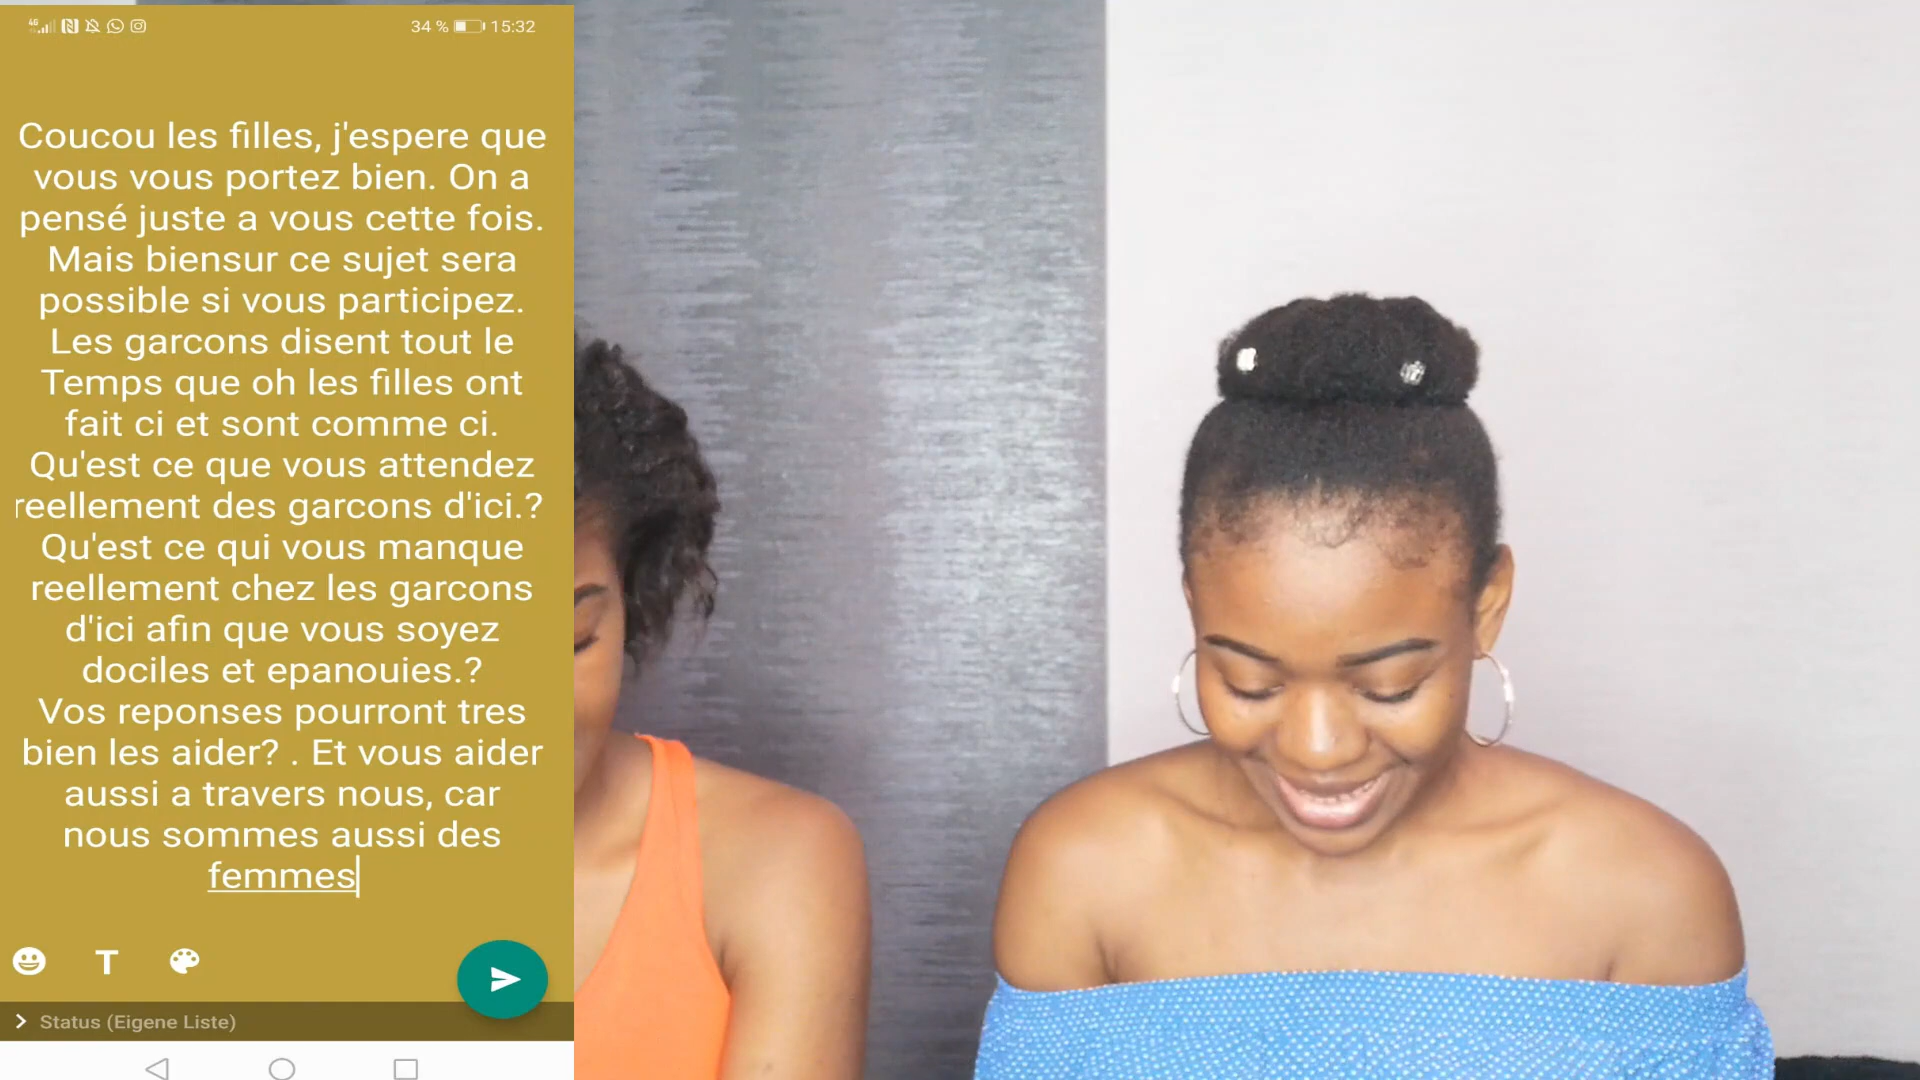 4G
34 % 15:32
Coucou les filles, j'espere que
vous vous portez bien. On a
pensé juste a vous cette fois.
Mais biensur ce sujet sera
possible si vous participez.
Les garcons disent tout le
Temps que oh les filles ont
fait ci et sont comme ci.
Qu'est ce que vous attendez
reellement des garcons d'ici.?
Qu'est ce qui vous manque
reellement chez les garcons
d'ici afin que vous soyez
dociles et epanouies.?
Vos reponses pourront tres
bien les aider? . Et vous aider
aussi a travers nous, car
nous sommes aussi des
femmes
T
Status (Eigene Liste)